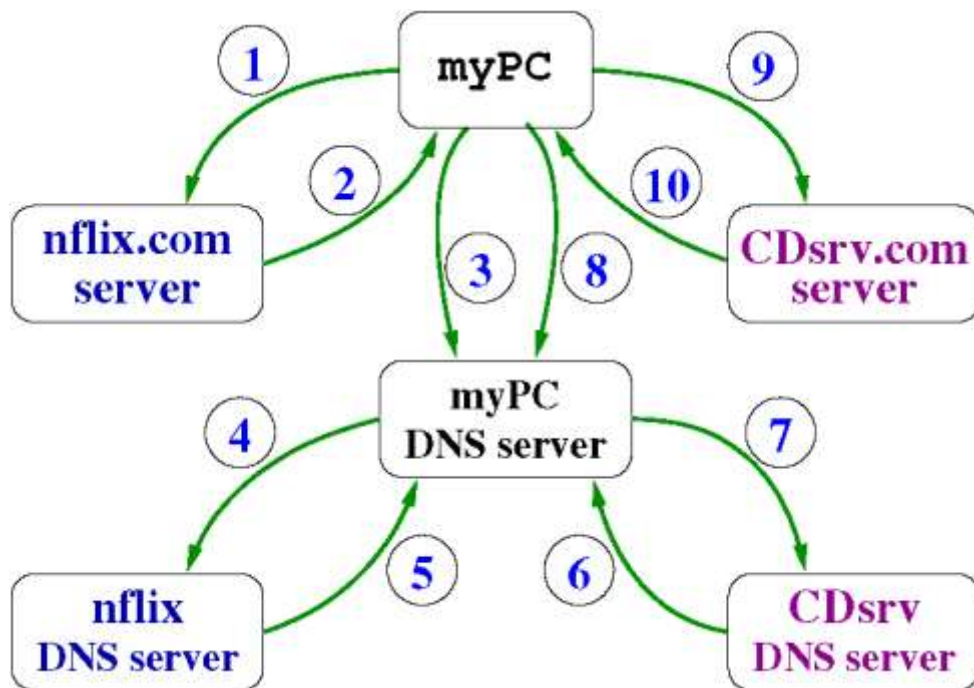 myPC
1
9
2
10
nflix.com
server
3
8
CDsrv.com
server
myPC
DNS server
4
7
5
6
nflix
DNS server
CDsrv
DNS server